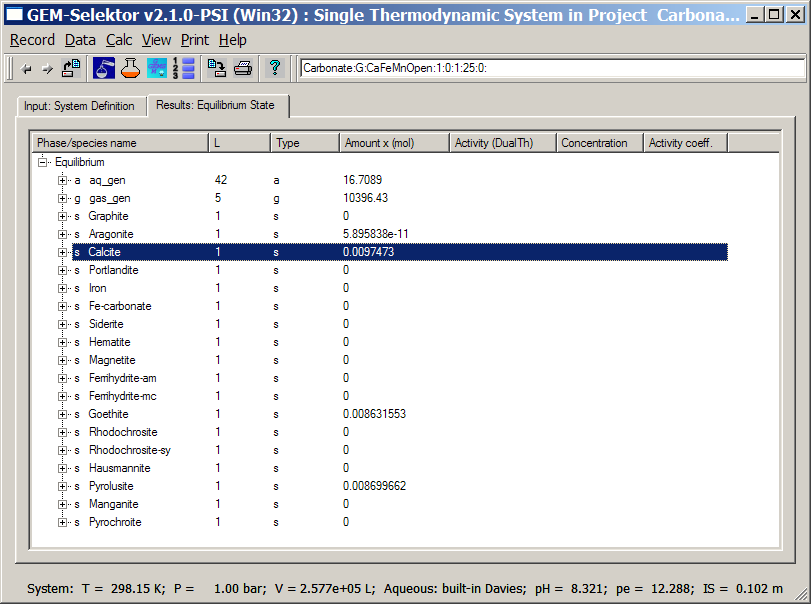 GEM-Selektor v2.1.0-PSI (Win32) : Single Thermodynamic System in Project Carbona...
Record Data Calc View Print Help
Carbonate:G:CaFeMnOpen:1:0:1:25:0:
Input: System Definition Results: Equilibrium State
Phase/species name L Type Amount x (mol) Activity (DualTh) Concentration Activity coeff.
Equilibrium
a aq_gen 42 a 16.7089
g gas_gen 5 g 10396.43
s Graphite 1 s 0
s Aragonite 1 s 5.895838e-11
s Calcite 1 s 0.0097473
s Portlandite 1 s 0
s Iron 1 s 0
s Fe-carbonate 1 s 0
s Siderite 1 s 0
s Hematite 1 s 0
s Magnetite 1 s 0
s Ferrihydrite-am 1 s 0
s Ferrihydrite-mc 1 s 0
s Goethite 1 s 0.008631553
s Rhodochrosite 1 s 0
s Rhodochrosite-sy 1 s 0
s Hausmannite 1 s 0
s Pyrolusite 1 s 0.008699662
s Manganite 1 s 0
s Pyrochroite 1 s 0
System: T = 298.15 K; P = 1.00 bar; V = 2.577e+05 L; Aqueous: built-in Davies; pH = 8.321; pe = 12.288; IS = 0.102 m